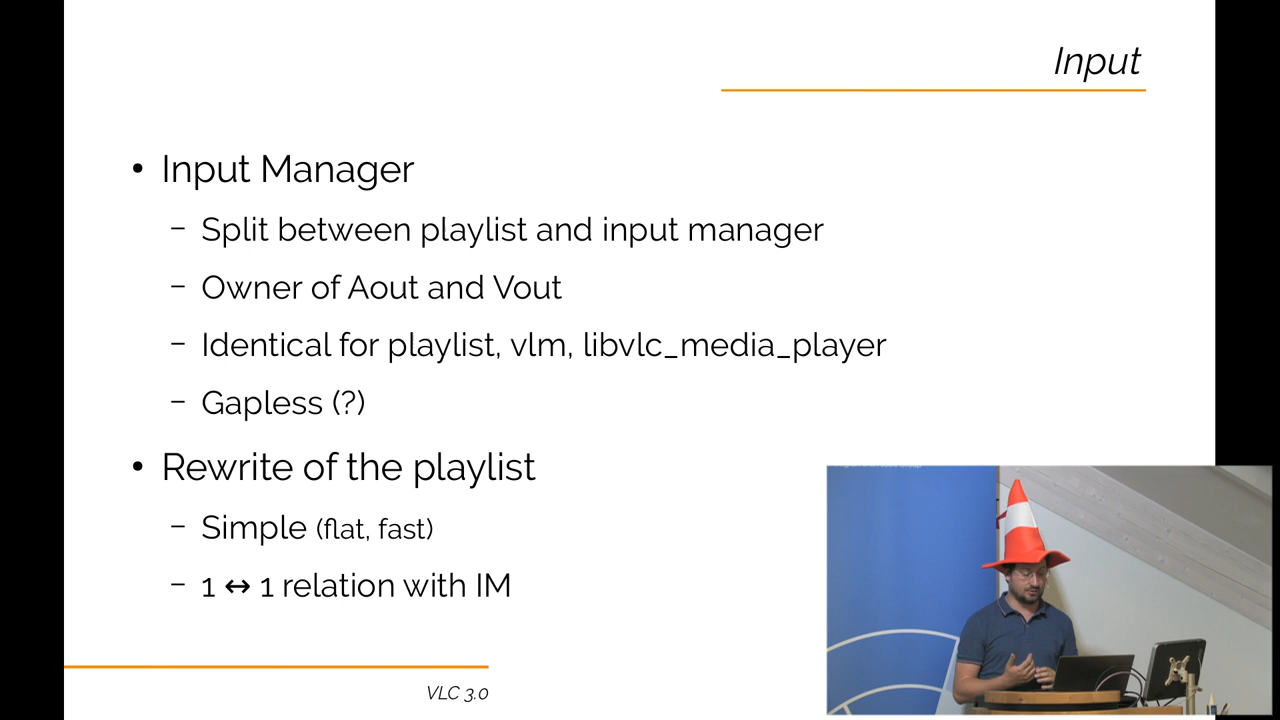 Input
• Input Manager
– Split between playlist and input manager
– Owner of Aout and Vout
– Identical for playlist, vlm, libvlc_media_player
– Gapless (?)
• Rewrite of the playlist
– Simple (flat, fast)
– 1 ↔ 1 relation with IM
VLC 3.0